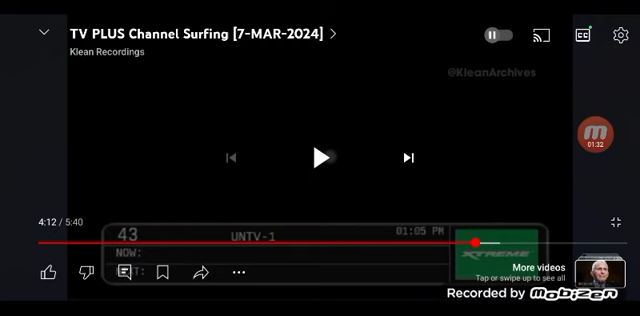 TV PLUS Channel Surfing [7-MAR-2024]
Klean Recordings
CC
@KleanArchives
01:32
4:12 / 5:40
43
UNTV-1
01:05 PM
NOW:
XTREME
More videos
Tap or swipe up to see all
Recorded by mobizen